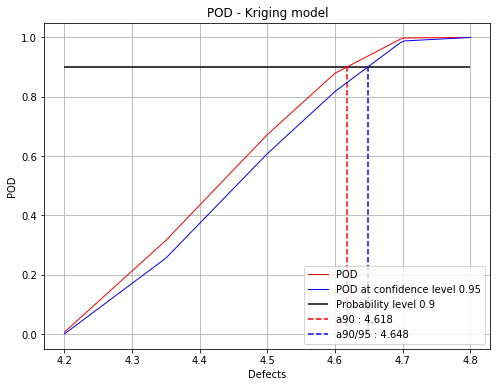 POD - Kriging model
1.0
0.8
0.6
0.4
0.2
0.0
POD
POD
POD at confidence level 0.95
Probability level 0.9
a90 : 4.618
a90/95 : 4.648
4.2 4.3 4.4 4.5 4.6 4.7 4.8
Defects